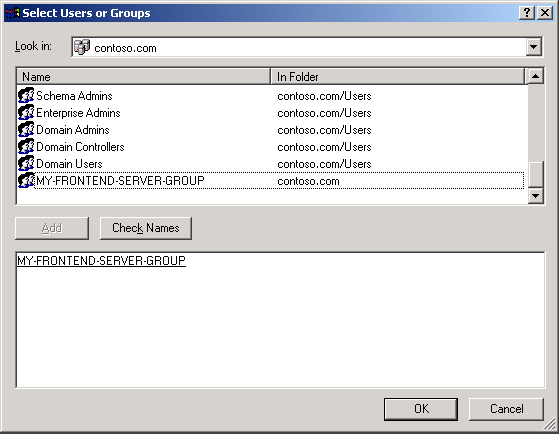 Select Users or Groups
Look in: contoso.com
Name In Folder
Schema Admins contoso.com/Users
Enterprise Admins contoso.com/Users
Domain Admins contoso.com/Users
Domain Controllers contoso.com/Users
Domain Users contoso.com/Users
MY-FRONTEND-SERVER-GROUP contoso.com
Add Check Names
MY-FRONTEND-SERVER-GROUP
OK Cancel